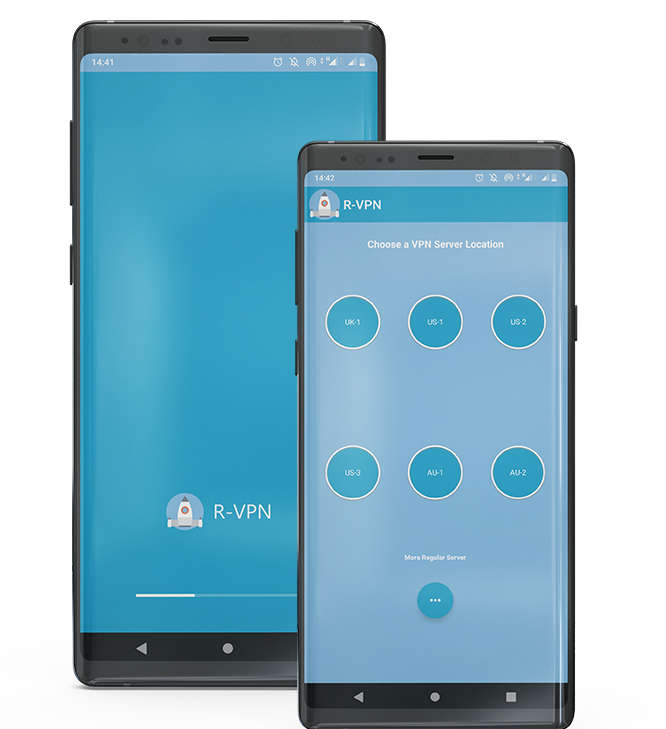 14:41
R-VPN
14:42
R-VPN
Choose a VPN Server Location
UK-1
US-1
US-2
US-3
AU-1
AU-2
More Regular Server